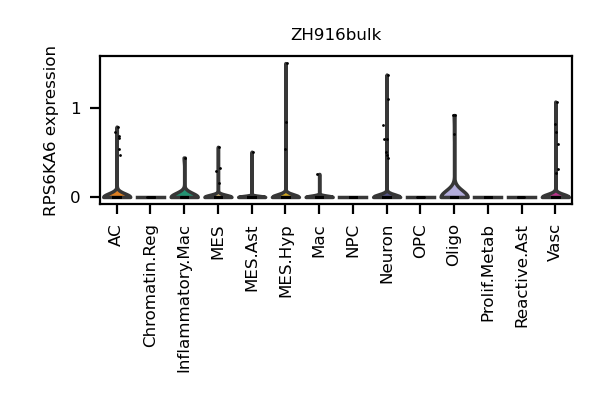 ZH916bulk
RPS6KA6 expression
1
0
AC
Chromatin.Reg
Inflammatory.Mac
MES
MES.Ast
MES.Hyp
Mac
NPC
Neuron
OPC
Oligo
Prolif.Metab
Reactive.Ast
Vasc